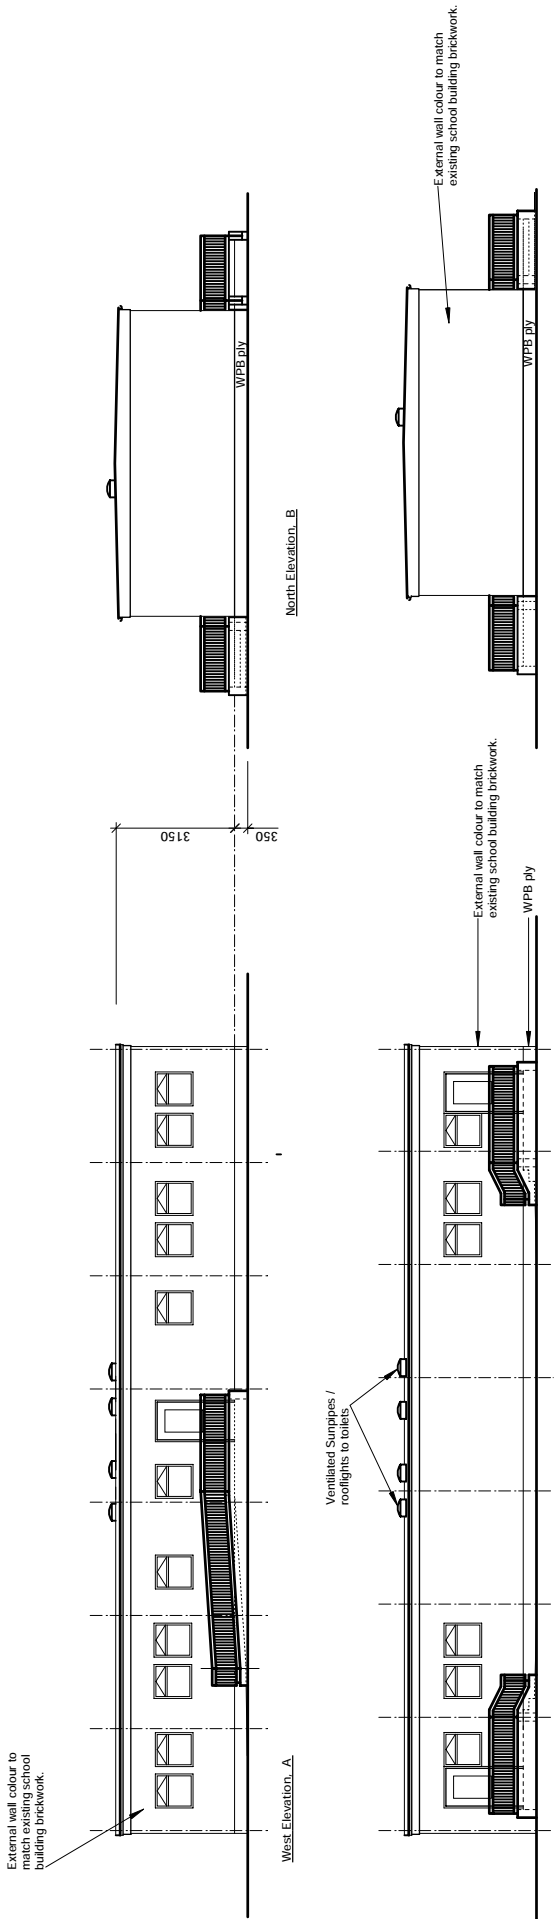 External wall colour to
match existing school
building brickwork.
West Elevation, A
3150
350
North Elevation, B
WPB ply
Ventilated Sunpipes /
rooflights to toilets
External wall colour to match
existing school building brickwork.
WPB ply
External wall colour to match
existing school building brickwork.
WPB ply